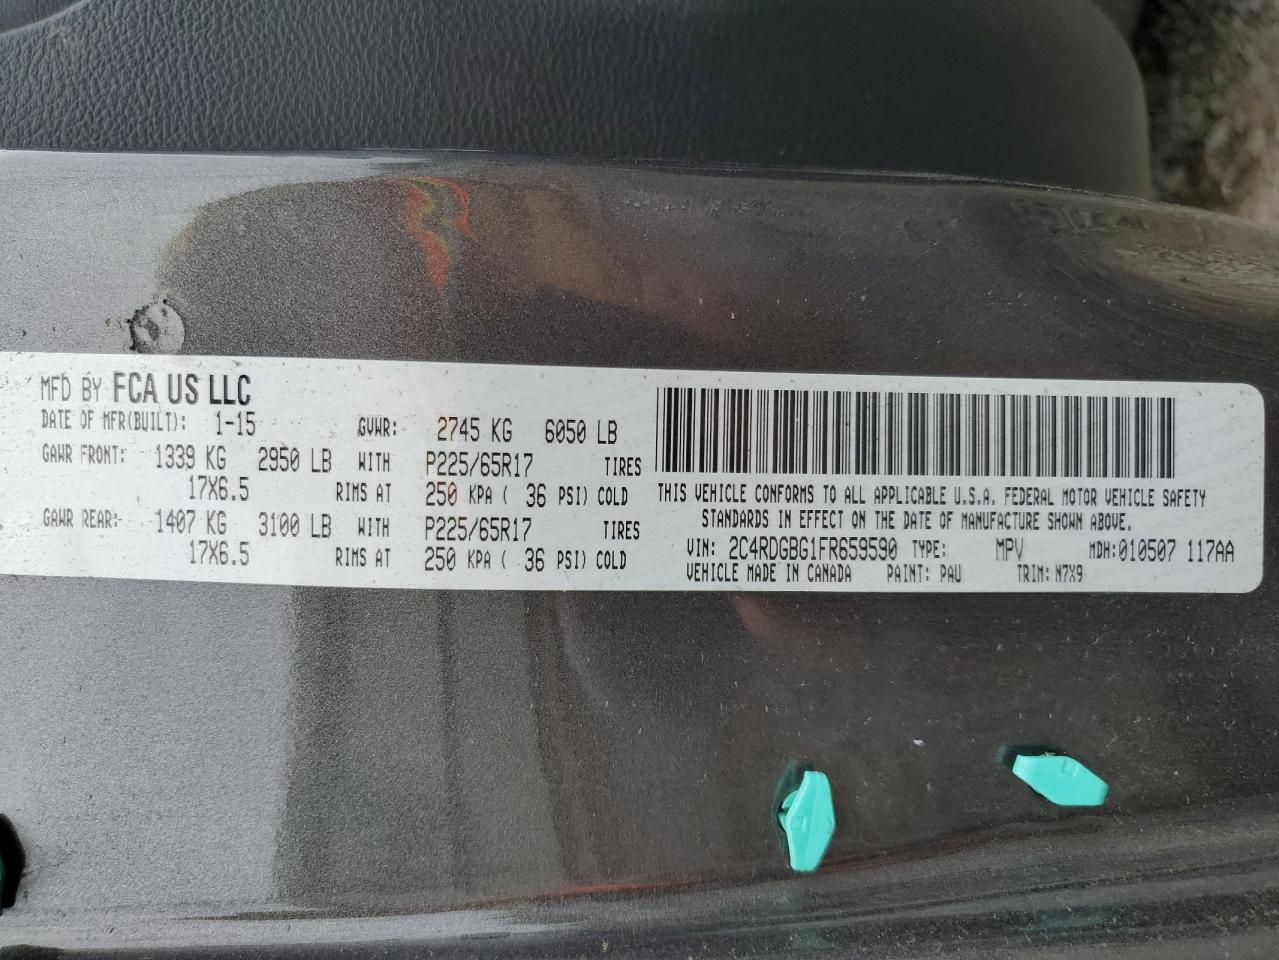 MFD BY FCA US LLC
DATE OF MFR(BUILT): 1-15 GVWR: 2745 KG 6050 LB
GAWR FRONT: 1339 KG 2950 LB WITH P225/65R17 TIRES
17X6.5 RIMS AT 250 KPA ( 36 PSI) COLD
GAWR REAR: 1407 KG 3100 LB WITH P225/65R17 TIRES
17X6.5 RIMS AT 250 KPA ( 36 PSI) COLD
THIS VEHICLE CONFORMS TO ALL APPLICABLE U.S.A. FEDERAL MOTOR VEHICLE SAFETY
STANDARDS IN EFFECT ON THE DATE OF MANUFACTURE SHOWN ABOVE.
VIN: 2C4RDGBG1FR659590 TYPE: MPV MDH:010507 117AA
VEHICLE MADE IN CANADA PAINT: PAU TRIM: N7X9